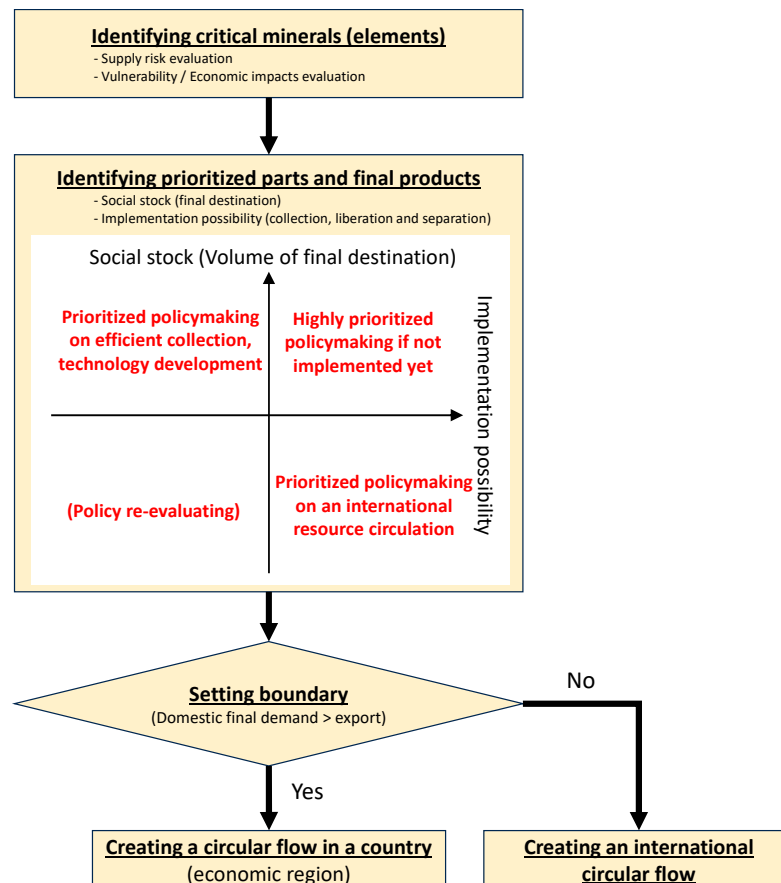 Identifying critical minerals (elements)
- Supply risk evaluation
- Vulnerability / Economic impacts evaluation
Identifying prioritized parts and final products
- Social stock (final destination)
- Implementation possibility (collection, liberation and separation)
Social stock (Volume of final destination)
Implementation possibility
Prioritized policymaking
on efficient collection,
technology development
Highly prioritized
policymaking if not
implemented yet
(Policy re-evaluating)
Prioritized policymaking
on an international
resource circulation
Setting boundary
(Domestic final demand > export)
No
Yes
Creating a circular flow in a country
(economic region)
Creating an international
circular flow